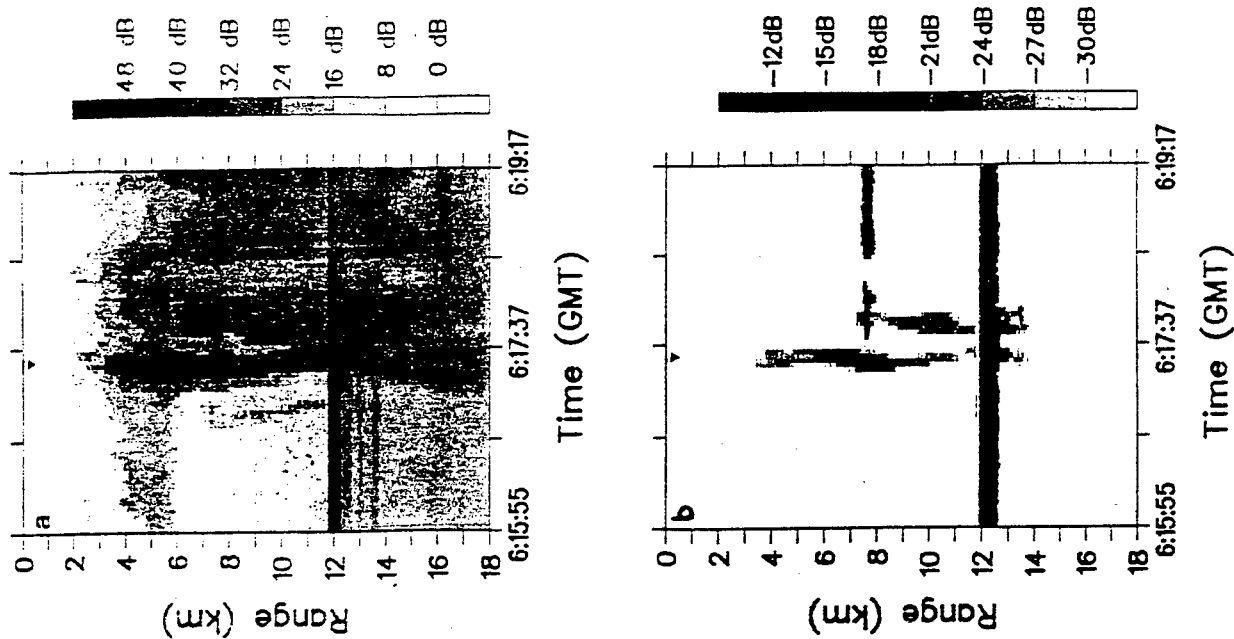 a
48 dB
40 dB
32 dB
24 dB
16 dB
8 dB
0 dB
0
2
4
6
8
10
12
14
16
18
Range (km)
6:15:55
6:17:37
6:19:17
Time (GMT)
b
-12dB
-15dB
-18dB
-21dB
-24dB
-27dB
-30dB
0
2
4
6
8
10
12
14
16
18
Range (km)
6:15:55
6:17:37
6:19:17
Time (GMT)